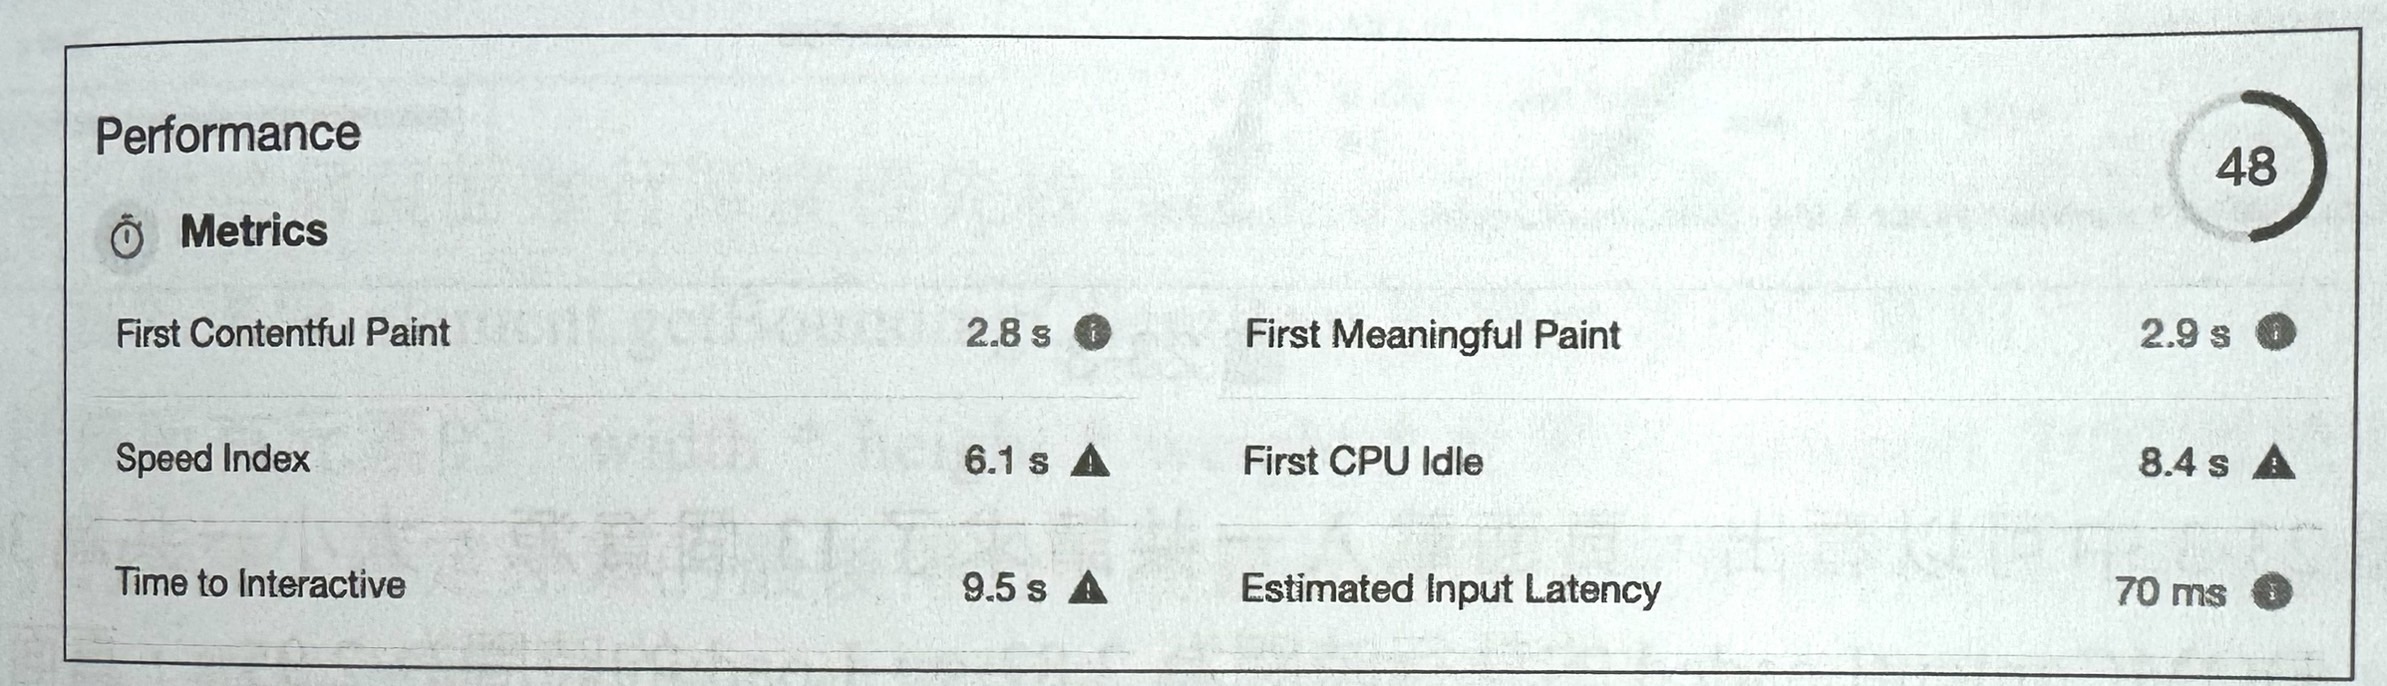 Performance
48
Metrics
First Contentful Paint 2.8 s First Meaningful Paint 2.9 s
Speed Index 6.1 s First CPU Idle 8.4 s
Time to Interactive 9.5 s Estimated Input Latency 70 ms